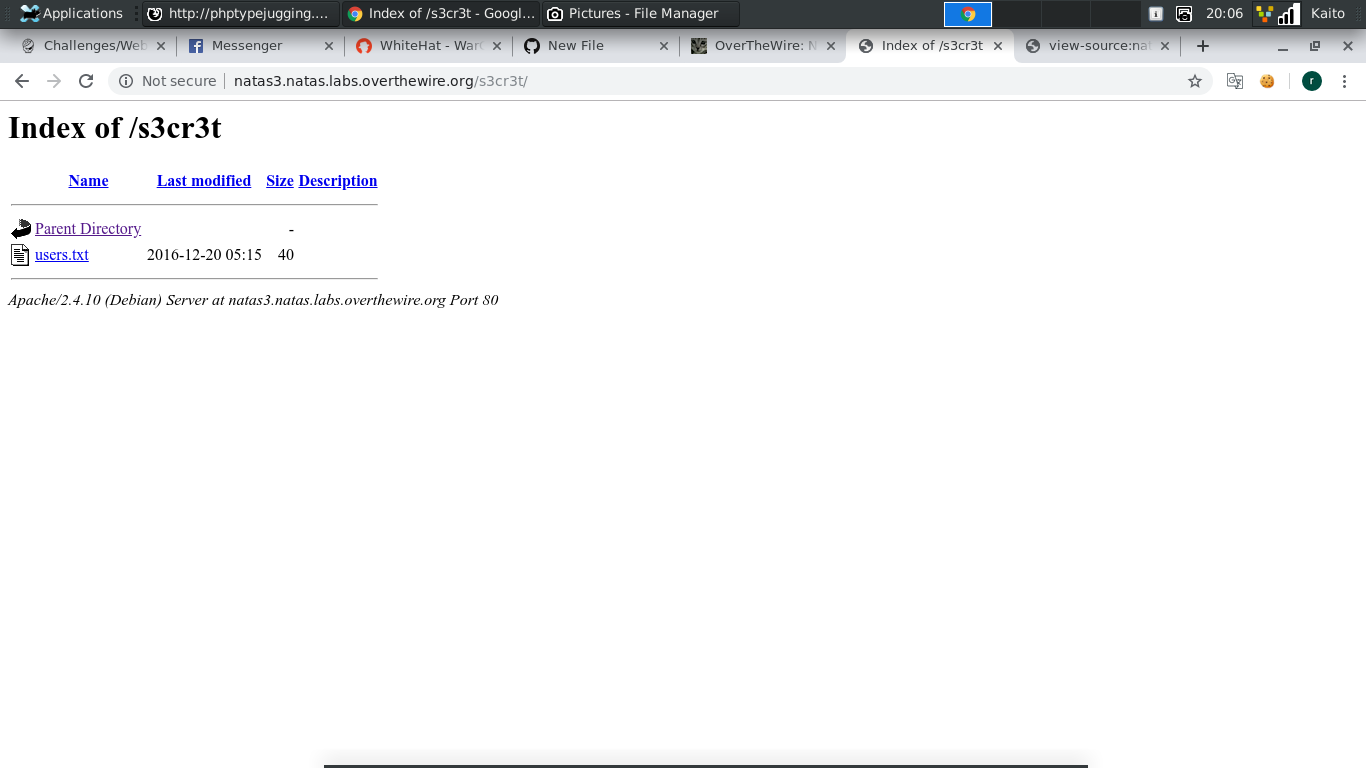 Applications http://phptypejugging.... Index of /s3cr3t - Googl... Pictures - File Manager 20:06 Kaito
Challenges/Web Messenger WhiteHat - WarG New File OverTheWire: N Index of /s3cr3t view-source:nat
Not secure natas3.natas.labs.overthewire.org/s3cr3t/ r
Index of /s3cr3t
Name Last modified Size Description
Parent Directory -
users.txt 2016-12-20 05:15 40
Apache/2.4.10 (Debian) Server at natas3.natas.labs.overthewire.org Port 80